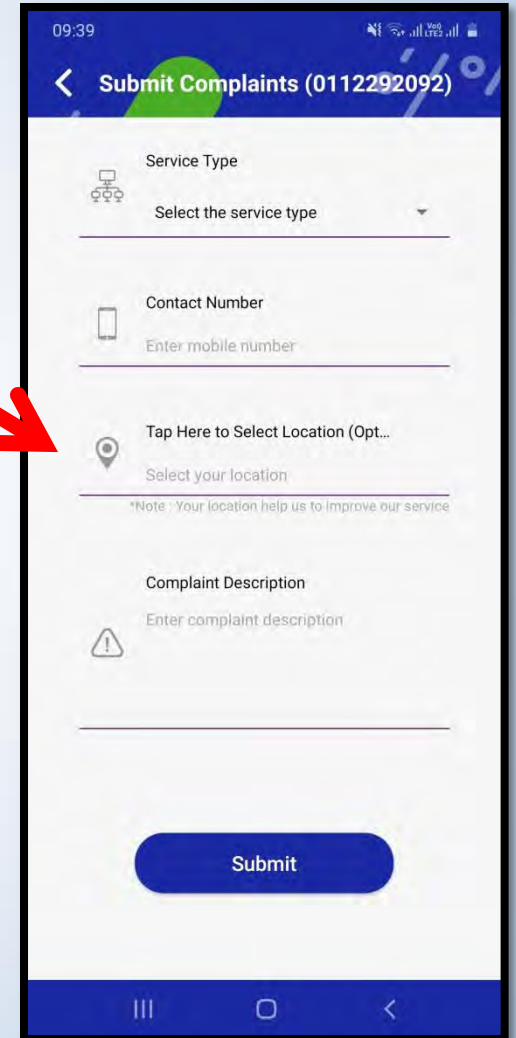 09:39
Submit Complaints (0112292092)
Service Type
Select the service type
Contact Number
Enter mobile number
Tap Here to Select Location (Opt...
Select your location
*Note : Your location help us to improve our service
Complaint Description
Enter complaint description
Submit